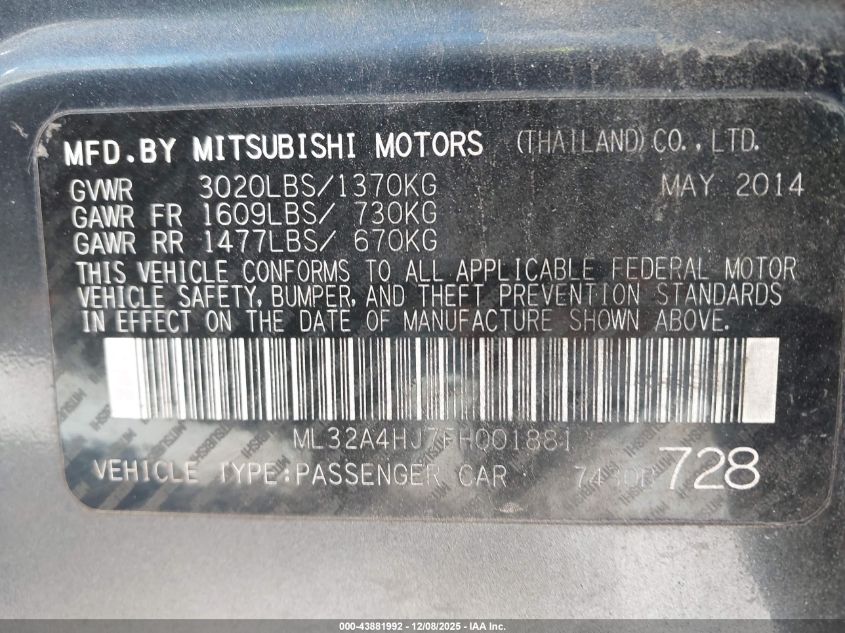 MFD.BY MITSUBISHI MOTORS (THAILAND) CO., LTD.
GVWR 3020LBS/1370KG MAY 2014
GAWR FR 1609LBS/ 730KG
GAWR RR 1477LBS/ 670KG
THIS VEHICLE CONFORMS TO ALL APPLICABLE FEDERAL MOTOR
VEHICLE SAFETY, BUMPER, AND THEFT PREVENTION STANDARDS
IN EFFECT ON THE DATE OF MANUFACTURE SHOWN ABOVE.
ML32A4HJ7FH001881
VEHICLE TYPE:PASSENGER CAR 728
000-43881992 - 12/08/2025 - IAA Inc.